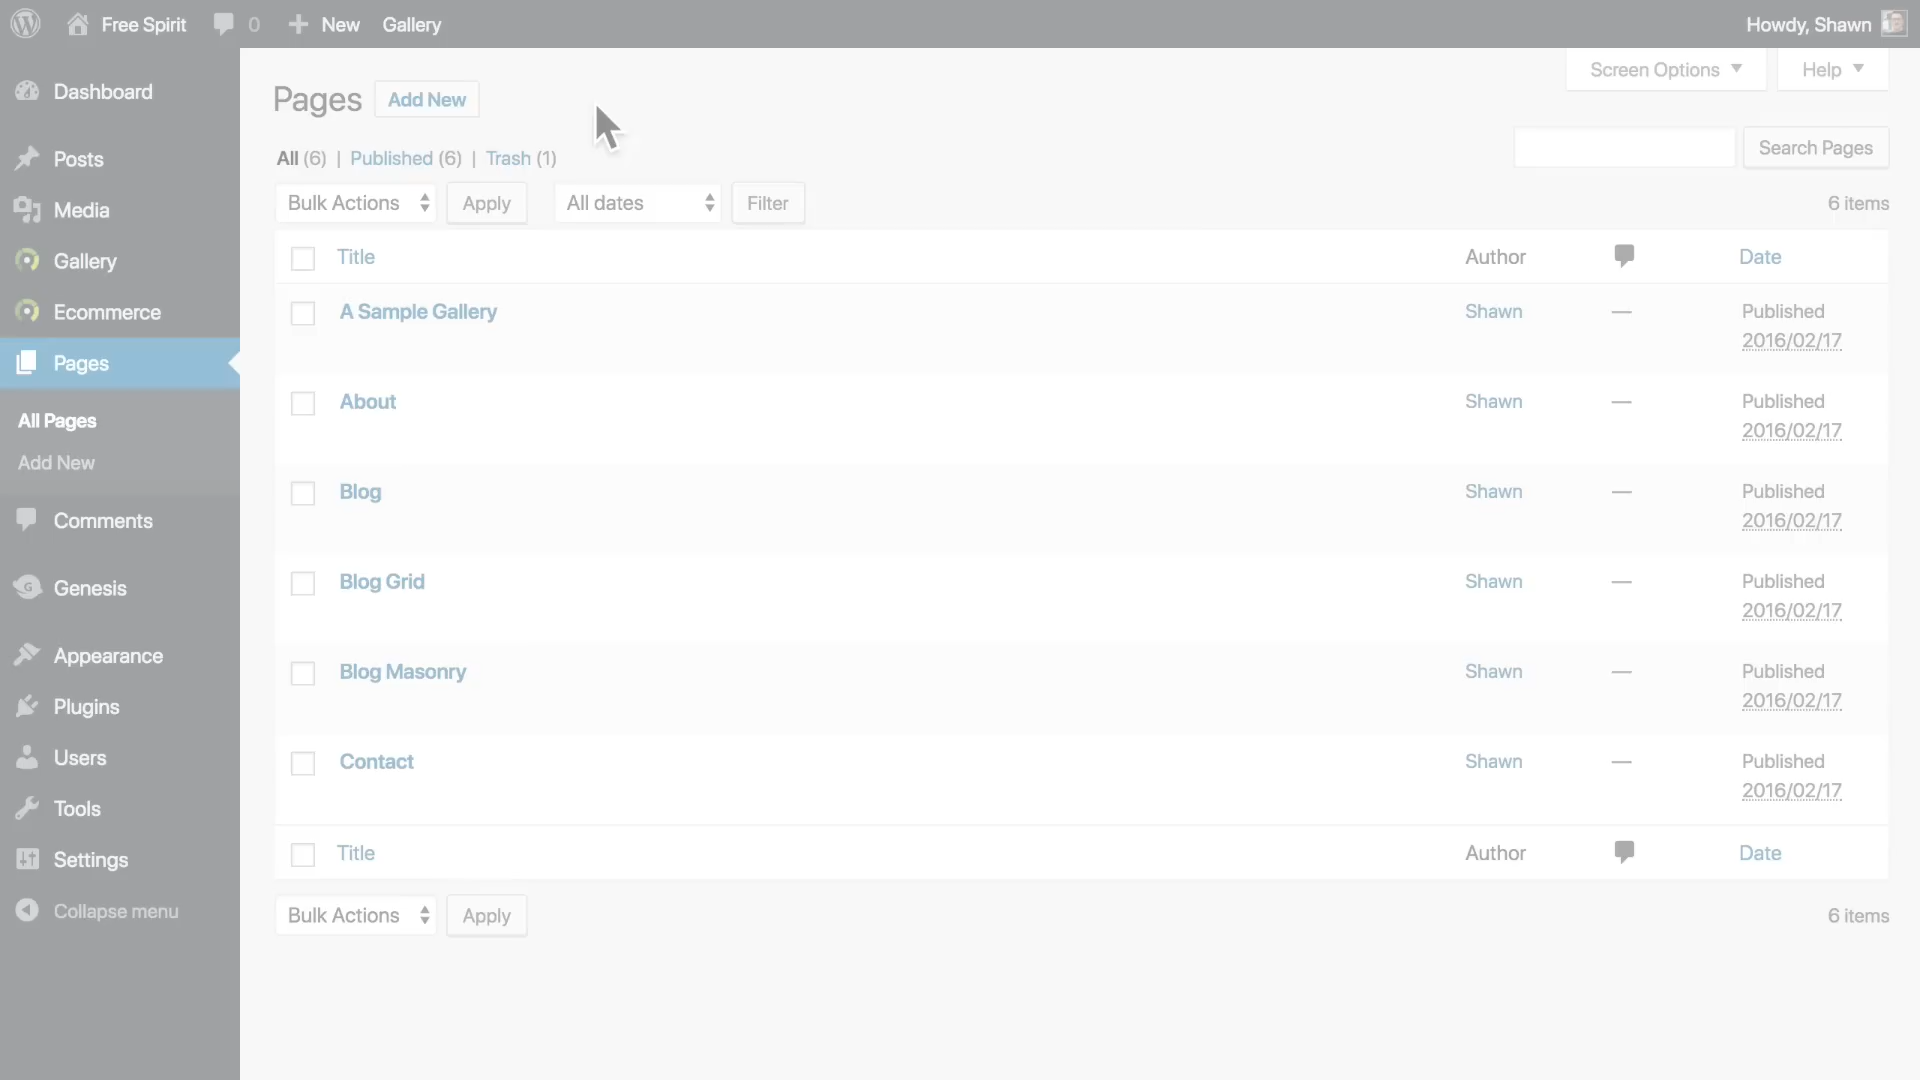 Free Spirit 0 New Gallery Howdy, Shawn
Screen Options Help
Dashboard
Posts
Media
Gallery
Ecommerce
Pages
All Pages
Add New
Comments
Genesis
Appearance
Plugins
Users
Tools
Settings
Collapse menu
Pages Add New
All (6) | Published (6) | Trash (1)
Search Pages
Bulk Actions Apply All dates Filter 6 items
Title Author Date
A Sample Gallery Shawn — Published
2016/02/17
About Shawn — Published
2016/02/17
Blog Shawn — Published
2016/02/17
Blog Grid Shawn — Published
2016/02/17
Blog Masonry Shawn — Published
2016/02/17
Contact Shawn — Published
2016/02/17
Title Author Date
Bulk Actions Apply 6 items